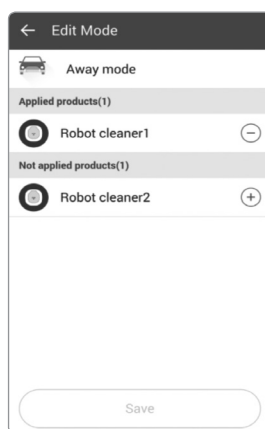 Edit Mode
Away mode
Applied products(1)
Robot cleaner1
Not applied products(1)
Robot cleaner2
Save